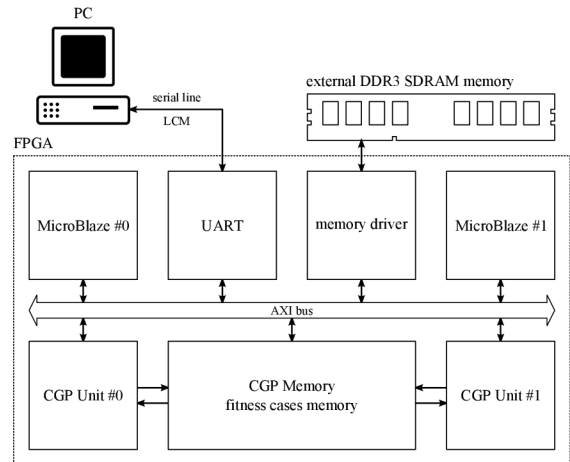 PC
serial line
LCM
external DDR3 SDRAM memory
FPGA
MicroBlaze #0
UART
memory driver
MicroBlaze #1
AXI bus
CGP Unit #0
CGP Memory
fitness cases memory
CGP Unit #1